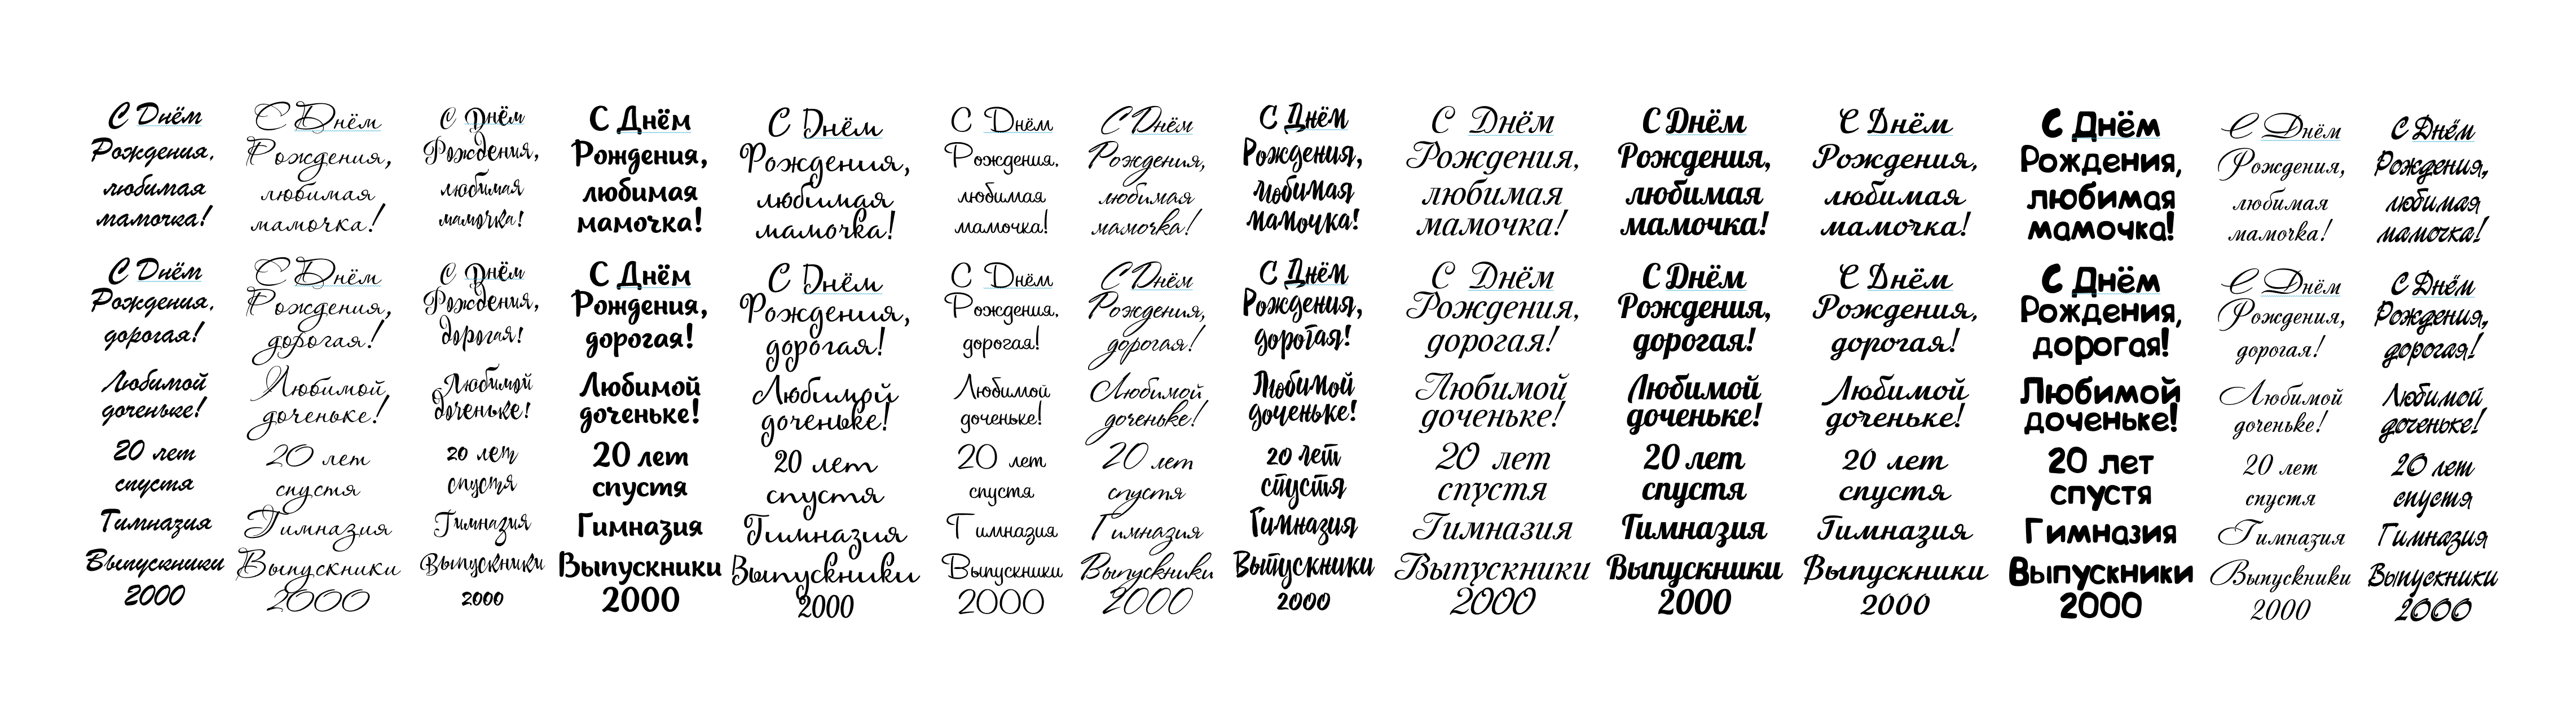 С Днём
Рождения,
любимая
мамочка!
С Днём
Рождения,
дорогая!
Любимой
доченьке!
20 лет
спустя
Гимназия
Выпускники
2000
С Днём
Рождения,
любимая
мамочка!
С Днём
Рождения,
дорогая!
Любимой
доченьке!
20 лет
спустя
Гимназия
Выпускники
2000
С Днём
Рождения,
любимая
мамочка!
С Днём
Рождения,
дорогая!
Любимой
доченьке!
20 лет
спустя
Гимназия
Выпускники
2000
С Днём
Рождения,
любимая
мамочка!
С Днём
Рождения,
дорогая!
Любимой
доченьке!
20 лет
спустя
Гимназия
Выпускники
2000
С Днём
Рождения,
любимая
мамочка!
С Днём
Рождения,
дорогая!
Любимой
доченьке!
20 лет
спустя
Гимназия
Выпускники
2000
С Днём
Рождения,
любимая
мамочка!
С Днём
Рождения,
дорогая!
Любимой
доченьке!
20 лет
спустя
Гимназия
Выпускники
2000
С Днём
Рождения,
любимая
мамочка!
С Днём
Рождения,
дорогая!
Любимой
доченьке!
20 лет
спустя
Гимназия
Выпускники
2000
С Днём
Рождения,
любимая
мамочка!
С Днём
Рождения,
дорогая!
Любимой
доченьке!
20 лет
спустя
Гимназия
Выпускники
2000
С Днём
Рождения,
любимая
мамочка!
С Днём
Рождения,
дорогая!
Любимой
доченьке!
20 лет
спустя
Гимназия
Выпускники
2000
С Днём
Рождения,
любимая
мамочка!
С Днём
Рождения,
дорогая!
Любимой
доченьке!
20 лет
спустя
Гимназия
Выпускники
2000
С Днём
Рождения,
любимая
мамочка!
С Днём
Рождения,
дорогая!
Любимой
доченьке!
20 лет
спустя
Гимназия
Выпускники
2000
С Днём
Рождения,
любимая
мамочка!
С Днём
Рождения,
дорогая!
Любимой
доченьке!
20 лет
спустя
Гимназия
Выпускники
2000
С Днём
Рождения,
любимая
мамочка!
С Днём
Рождения,
дорогая!
Любимой
доченьке!
20 лет
спустя
Гимназия
Выпускники
2000
С Днём
Рождения,
любимая
мамочка!
С Днём
Рождения,
дорогая!
Любимой
доченьке!
20 лет
спустя
Гимназия
Выпускники
2000